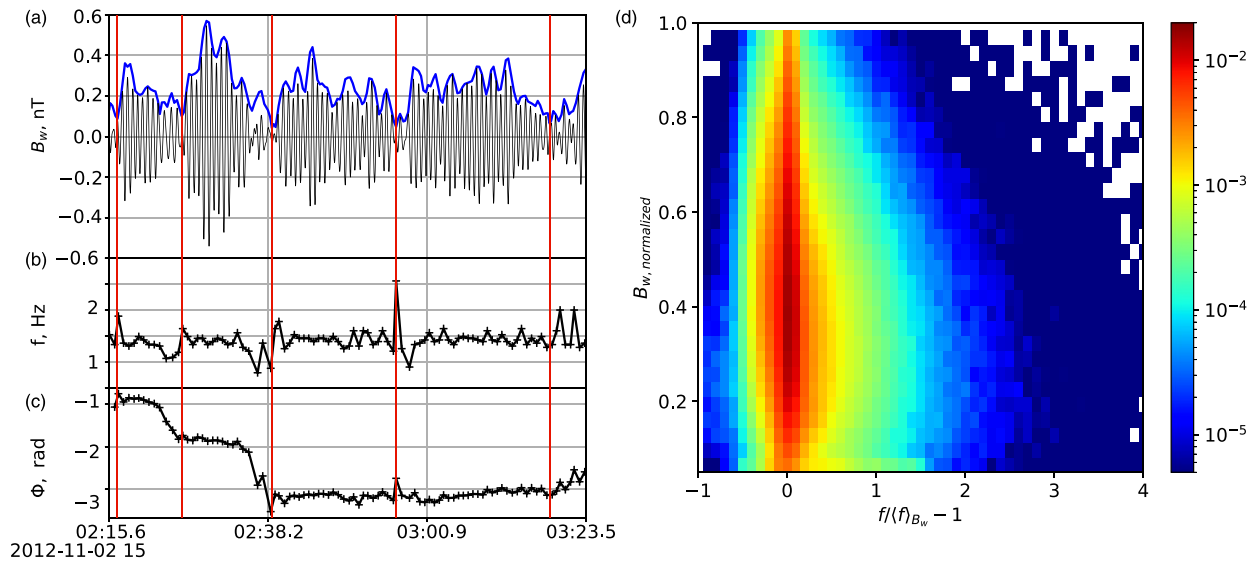 (a)
0.6
0.4
0.2
0.0
−0.2
−0.4
−0.6
B_w, nT
(b)
2
1
f, Hz
(c)
−1
−2
−3
Φ, rad
02:15.6 02:38.2 03:00.9 03:23.5
2012-11-02 15
(d)
1.0
0.8
0.6
0.4
0.2
B_{w, normalized}
−1 0 1 2 3 4
f/⟨f⟩_{B_w} − 1
10^{−2}
10^{−3}
10^{−4}
10^{−5}